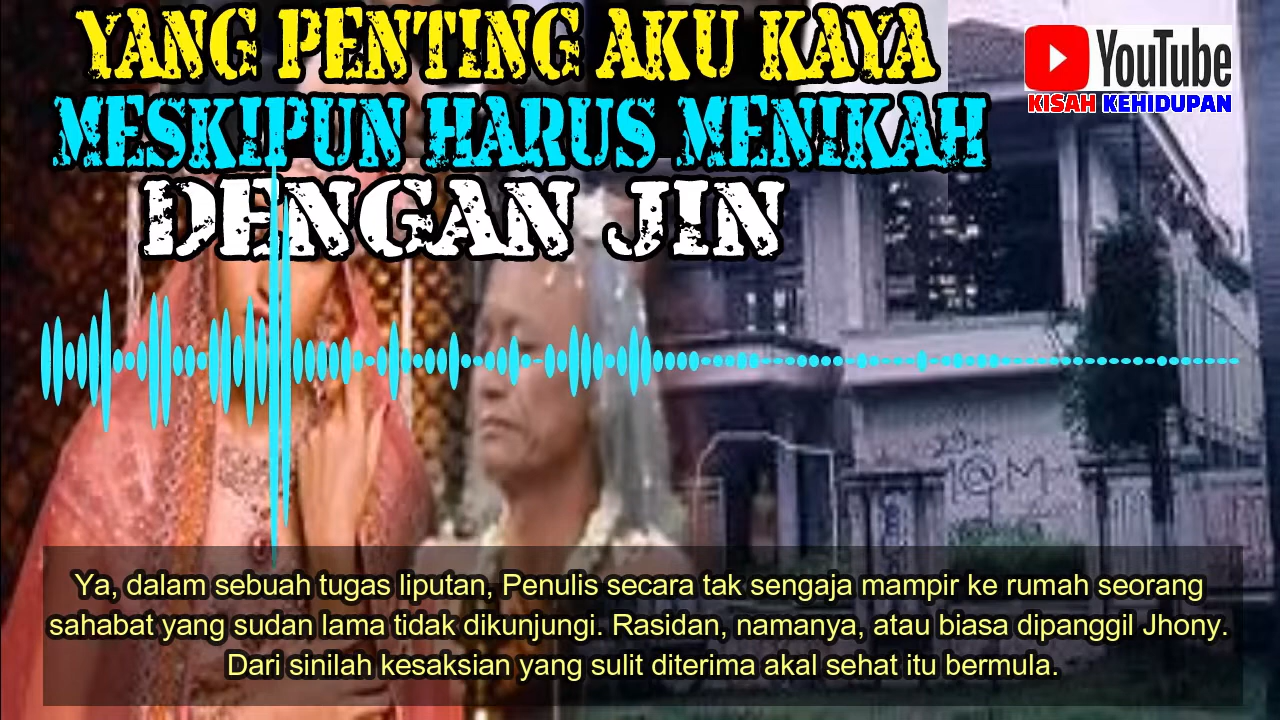 YANG PENTING AKU KAYA
MESKIPUN HARUS MENIKAH
DENGAN JIN
YouTube
KISAH KEHIDUPAN
1@M
Ya, dalam sebuah tugas liputan, Penulis secara tak sengaja mampir ke rumah seorang
sahabat yang sudan lama tidak dikunjungi. Rasidan, namanya, atau biasa dipanggil Jhony.
Dari sinilah kesaksian yang sulit diterima akal sehat itu bermula.